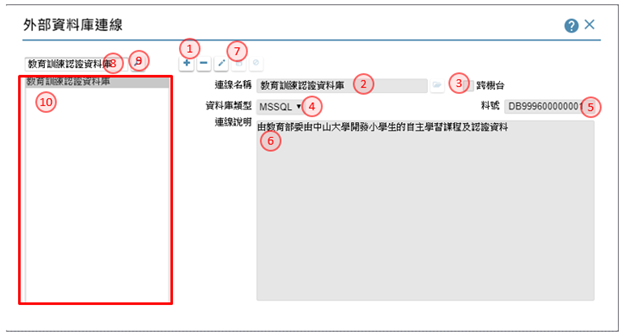 外部資料庫連線
? ×
1
7
教育訓練認證資料庫 8 9
教育訓練認證資料庫
10
連線名稱 教育訓練認證資料庫 2 3 跨機台
資料庫類型 MSSQL 4 料號 DB999600000001 5
連線說明 由教育部委由中山大學開發小學生的自主學習課程及認證資料
6